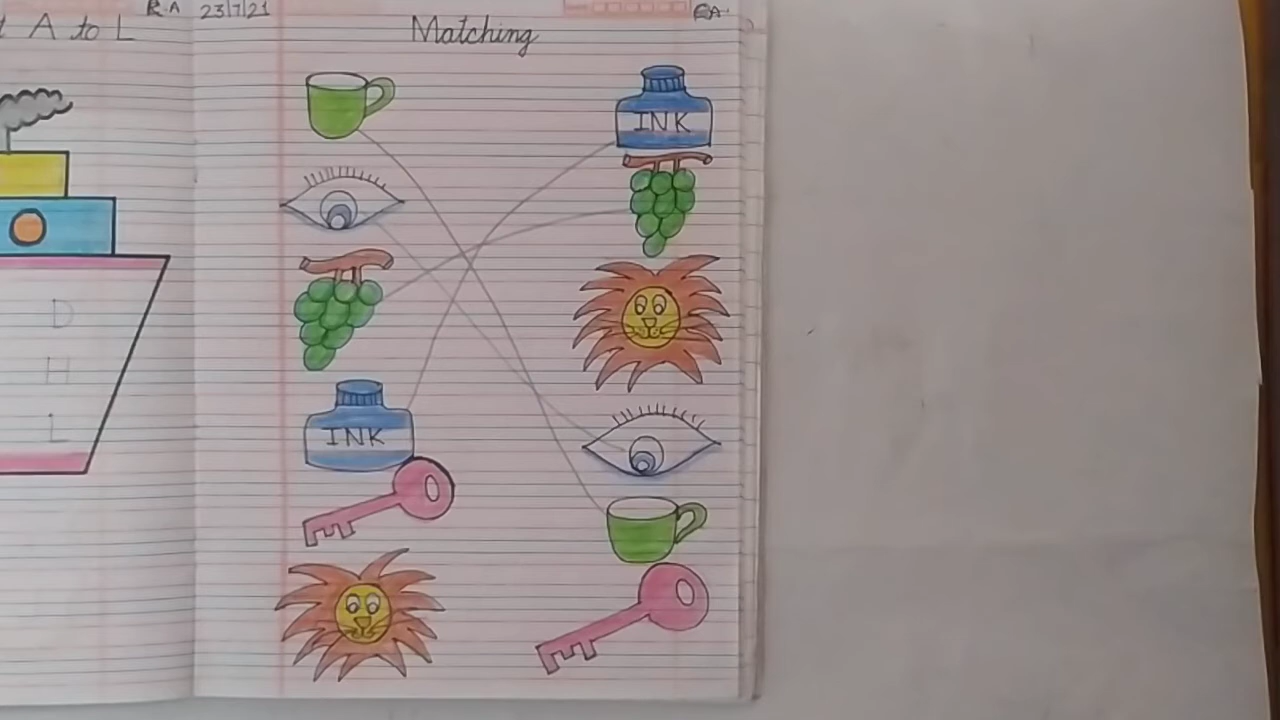 R.A
A to L
D
H
L
23/7/21
Matching
INK
INK